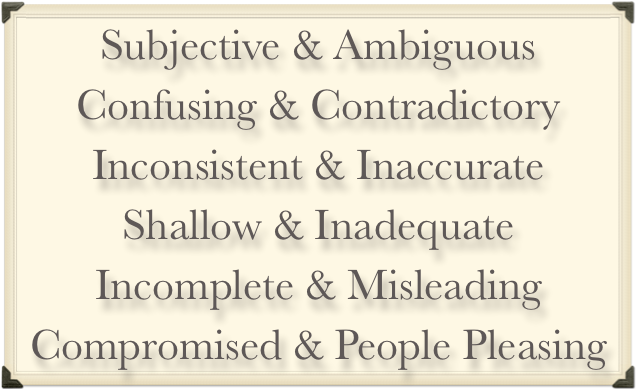 Subjective & Ambiguous
Confusing & Contradictory
Inconsistent & Inaccurate
Shallow & Inadequate
Incomplete & Misleading
Compromised & People Pleasing